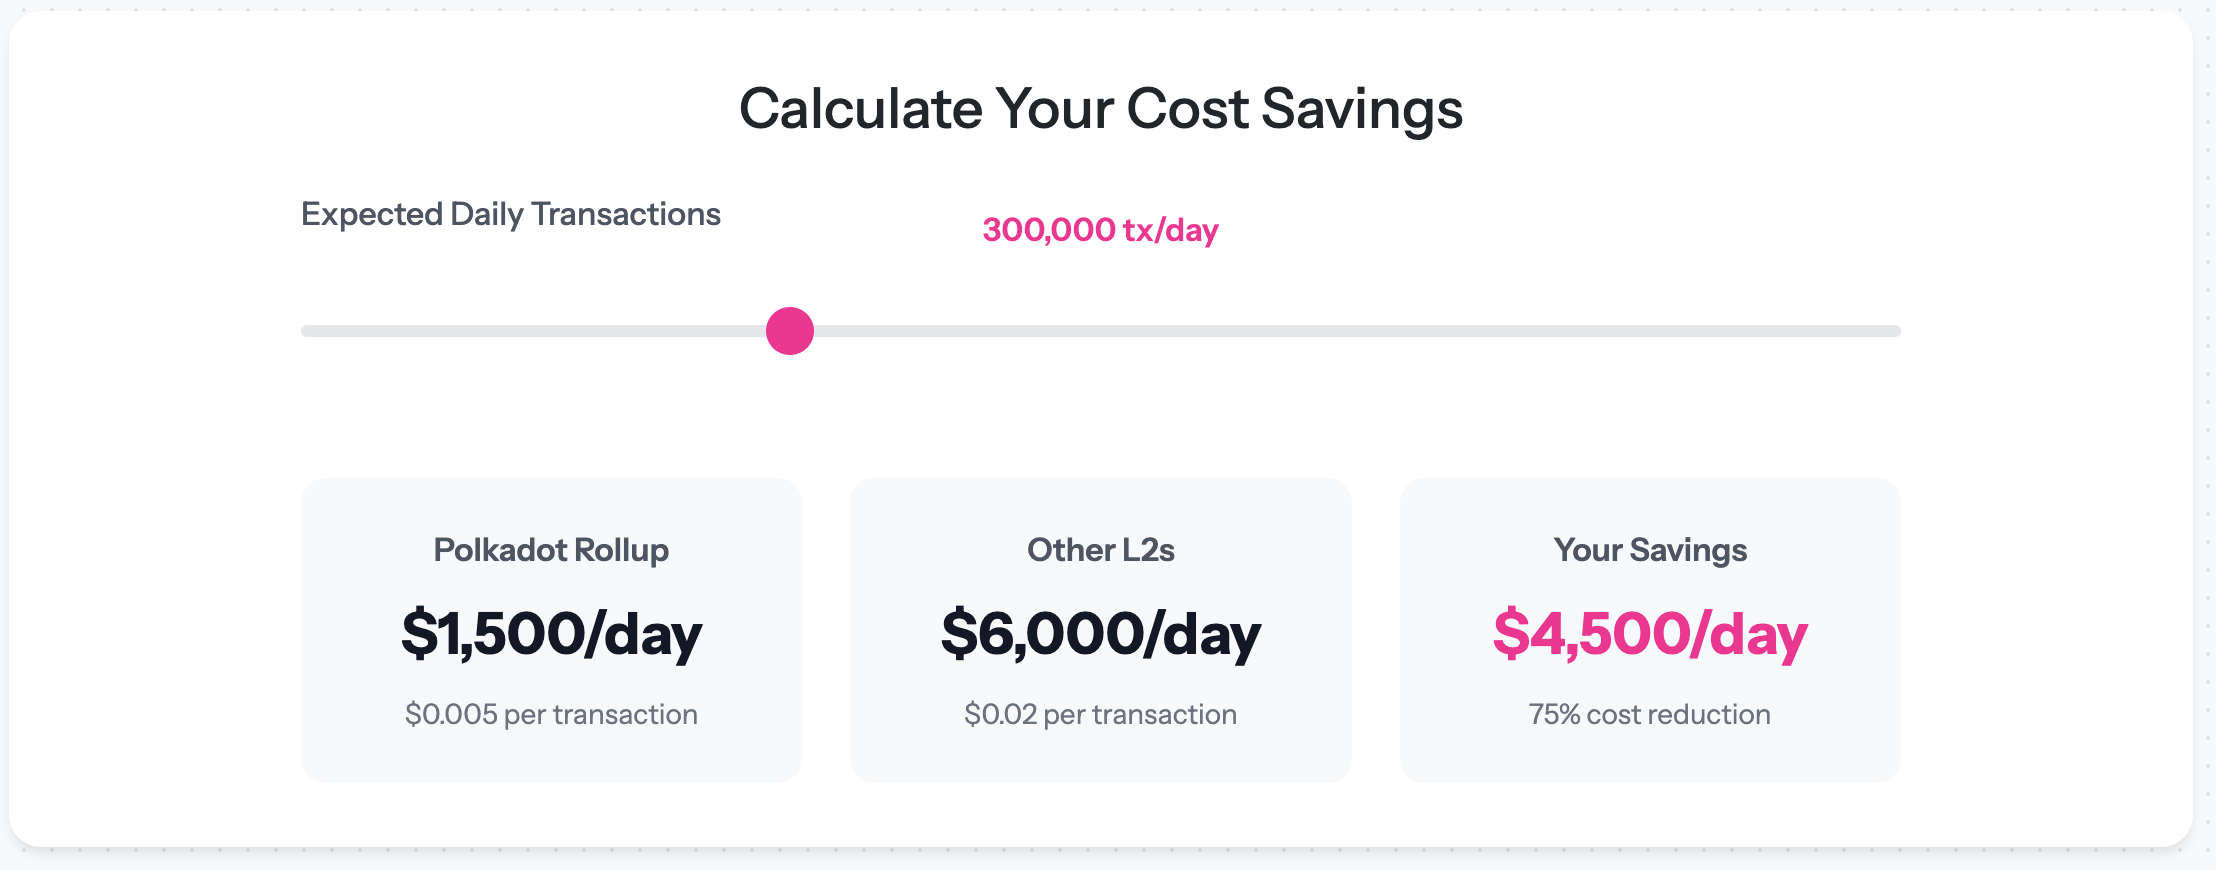 Calculate Your Cost Savings
Expected Daily Transactions
300,000 tx/day
Polkadot Rollup
$1,500/day
$0.005 per transaction
Other L2s
$6,000/day
$0.02 per transaction
Your Savings
$4,500/day
75% cost reduction